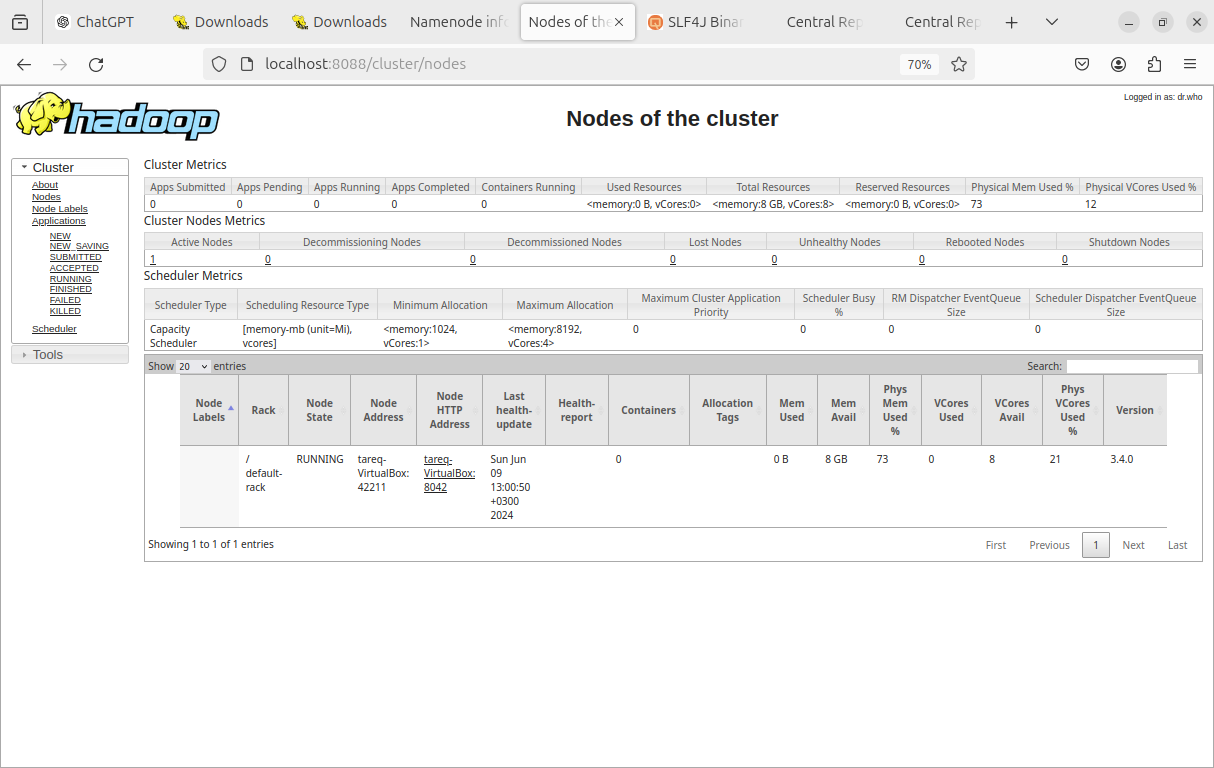 ChatGPT Downloads Downloads Namenode Nodes of the SLF4J Central Central
localhost:8088/cluster/nodes 70%
Logged in as: dr.who
hadoop
Nodes of the cluster
Cluster
About
Nodes
Node Labels
Applications
NEW
NEW_SAVING
SUBMITTED
ACCEPTED
RUNNING
FINISHED
FAILED
KILLED
Scheduler
Tools
Cluster Metrics
Apps Submitted Apps Pending Apps Running Apps Completed Containers Running Used Resources Total Resources Reserved Resources Physical Mem Used % Physical VCores Used %
0 0 0 0 0 <memory:0 B, vCores:0> <memory:8 GB, vCores:8> <memory:0 B, vCores:0> 73 12
Cluster Nodes Metrics
Active Nodes Decommissioning Nodes Decommissioned Nodes Lost Nodes Unhealthy Nodes Rebooted Nodes Shutdown Nodes
1 0 0 0 0 0 0
Scheduler Metrics
Scheduler Type Scheduling Resource Type Minimum Allocation Maximum Allocation Maximum Cluster Application Priority Scheduler Busy % RM Dispatcher EventQueue Size Scheduler Dispatcher EventQueue Size
Capacity Scheduler [memory-mb (unit=Mi), vcores] <memory:1024, vCores:1> <memory:8192, vCores:4> 0 0 0 0
Show 20 entries Search:
Node Labels Rack Node State Node Address Node HTTP Address Last health-update Health-report Containers Allocation Tags Mem Used Mem Avail Phys Mem Used % VCores Used VCores Avail Phys VCores Used % Version
/default-rack RUNNING tareq-VirtualBox:42211 tareq-VirtualBox:8042 Sun Jun 09 13:00:50 +0300 2024 0 0 B 8 GB 73 0 8 21 3.4.0
Showing 1 to 1 of 1 entries First Previous 1 Next Last